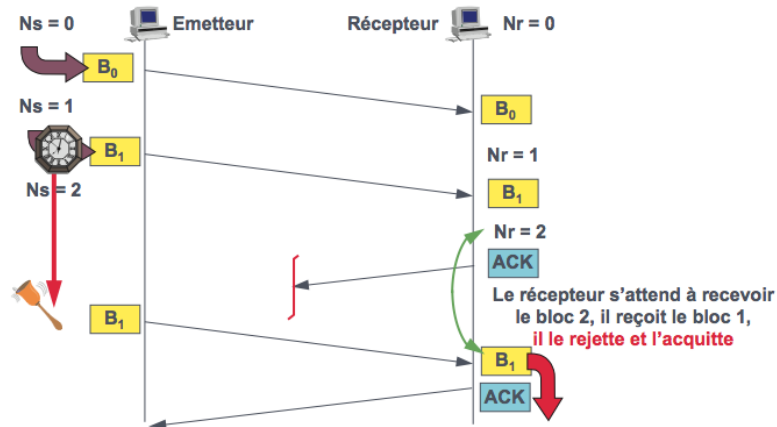 Ns = 0
Emetteur
Récepteur
Nr = 0
B₀
Ns = 1
B₀
B₁
Nr = 1
Ns = 2
B₁
Nr = 2
ACK
Le récepteur s’attend à recevoir
le bloc 2, il reçoit le bloc 1,
il le rejette et l’acquitte
B₁
B₁
ACK